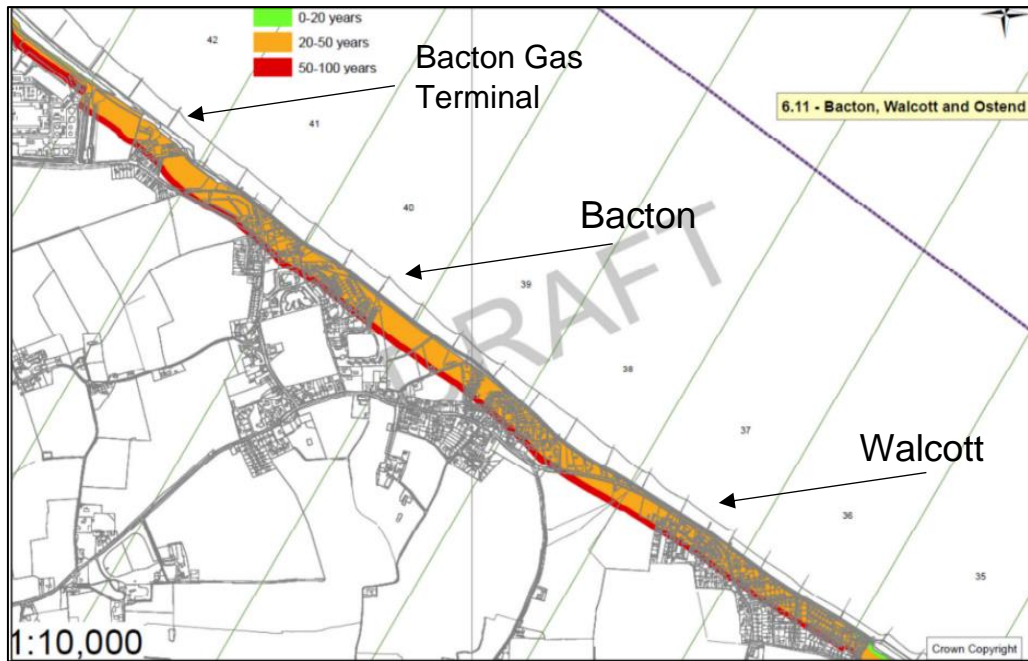 0-20 years
20-50 years
50-100 years
42
Bacton Gas
Terminal
6.11 - Bacton, Walcott and Ostend
41
40
Bacton
39
DRAFT
38
37
Walcott
36
35
1:10,000
Crown Copyright